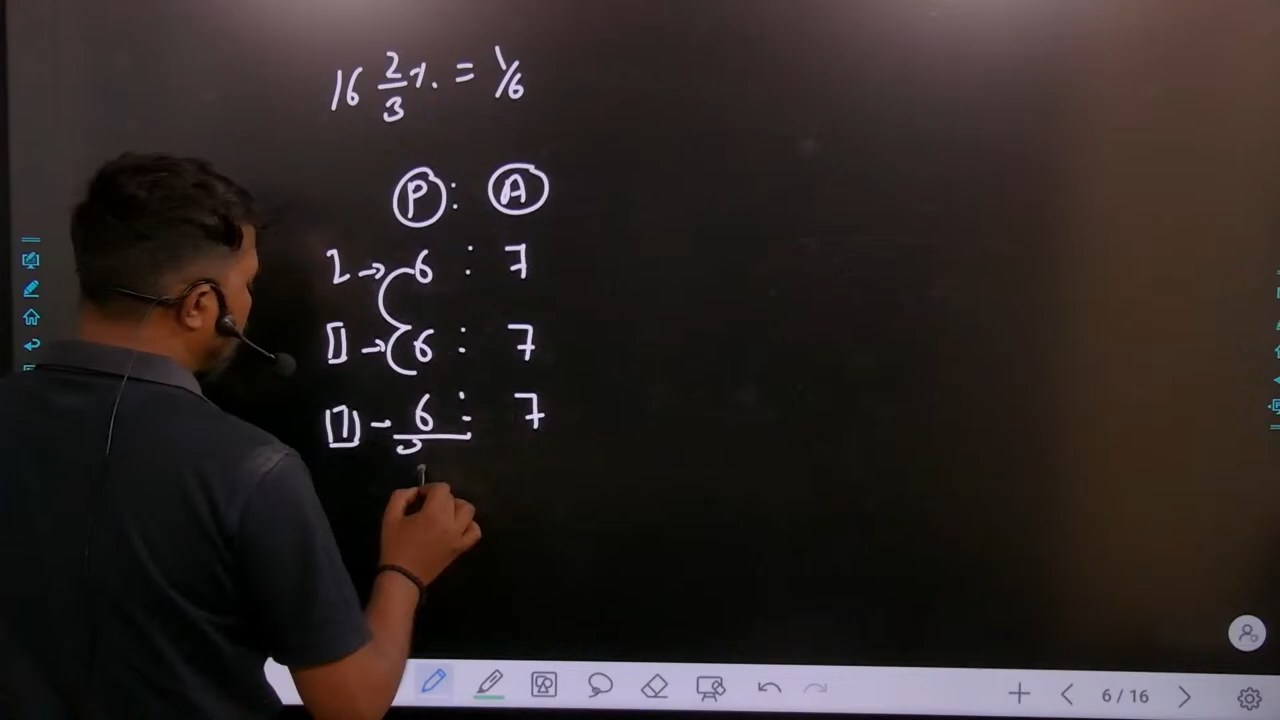 16 2/3 % = 1/6
P : A
I → 6 : 7
II → 6 : 7
III - 6 : 7
6 / 16